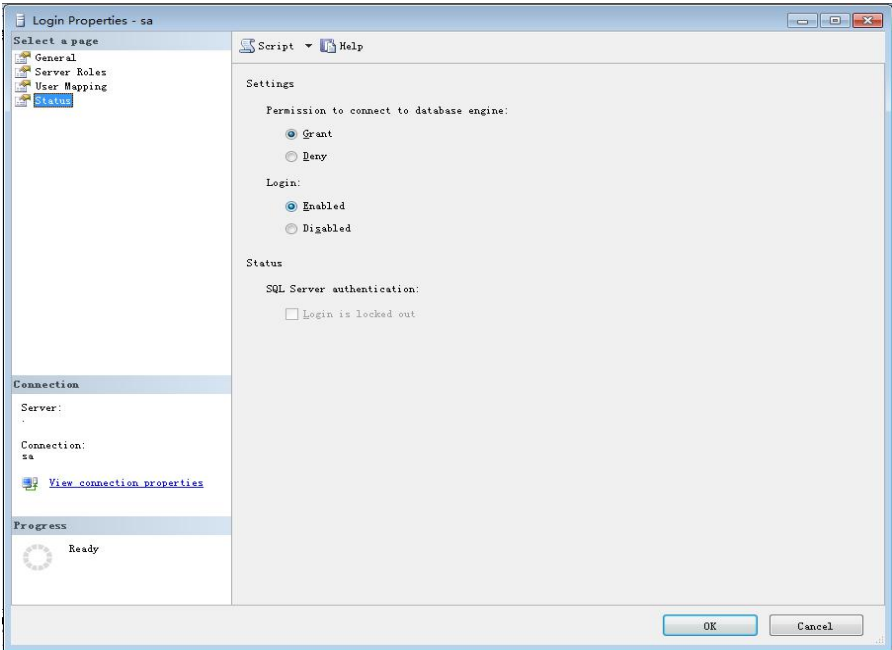 Login Properties - sa
Select a page
General
Server Roles
User Mapping
Status
Script
Help
Settings
Permission to connect to database engine:
Grant
Deny
Login:
Enabled
Disabled
Status
SQL Server authentication:
Login is locked out
Connection
Server:
.
Connection:
sa
View connection properties
Progress
Ready
OK
Cancel